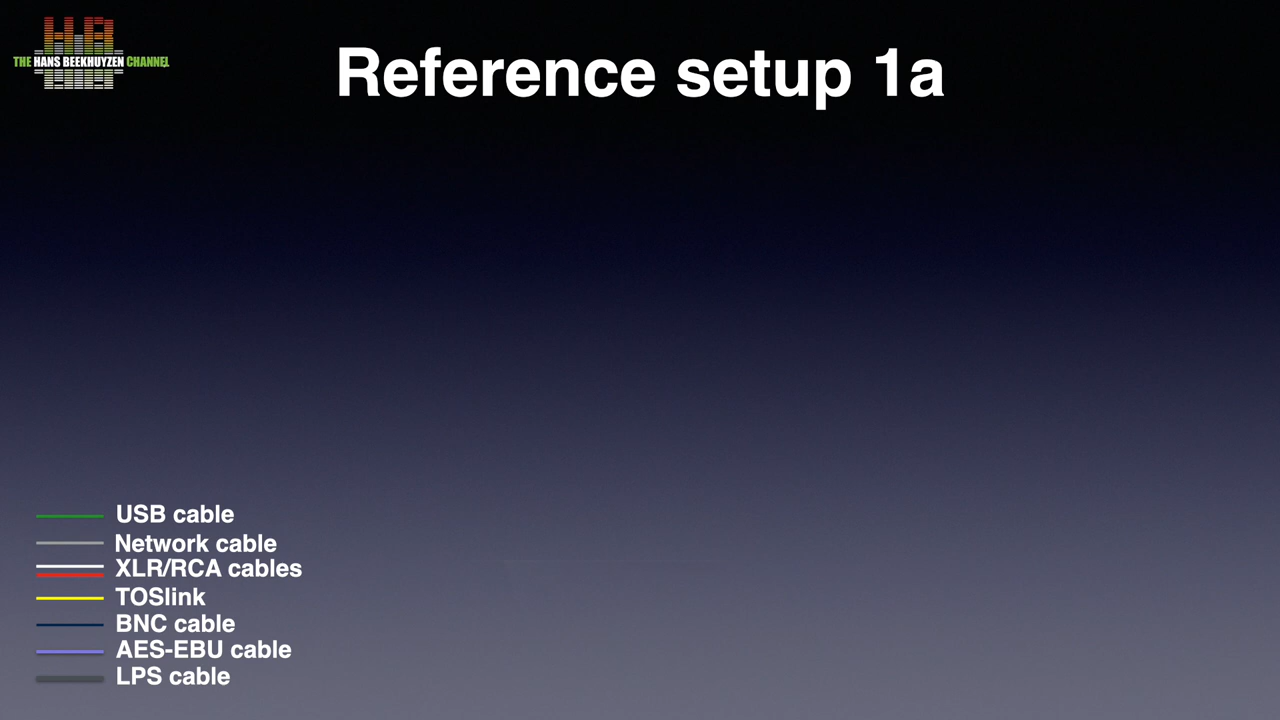 THE HANS BEEKHUYZEN CHANNEL
Reference setup 1a
USB cable
Network cable
XLR/RCA cables
TOSlink
BNC cable
AES-EBU cable
LPS cable